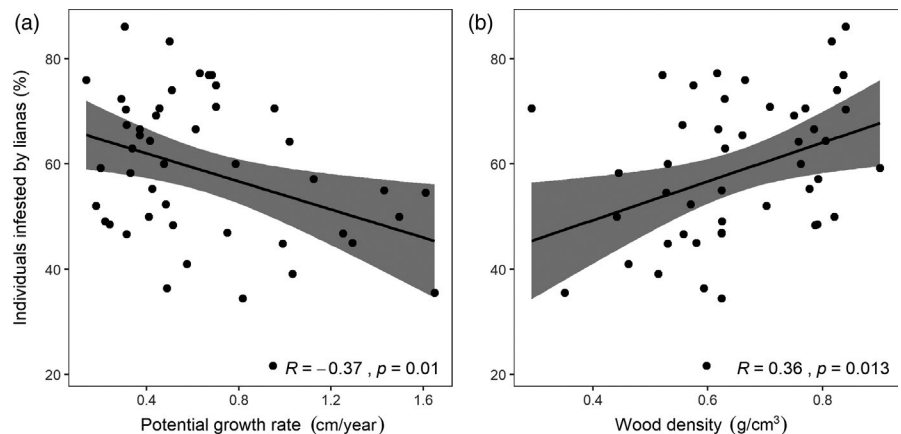 (a)
Individuals infested by lianas (%)
80
60
40
20
R = −0.37 , p = 0.01
0.4 0.8 1.2 1.6
Potential growth rate (cm/year)
(b)
80
60
40
20
R = 0.36 , p = 0.013
0.4 0.6 0.8
Wood density (g/cm³)